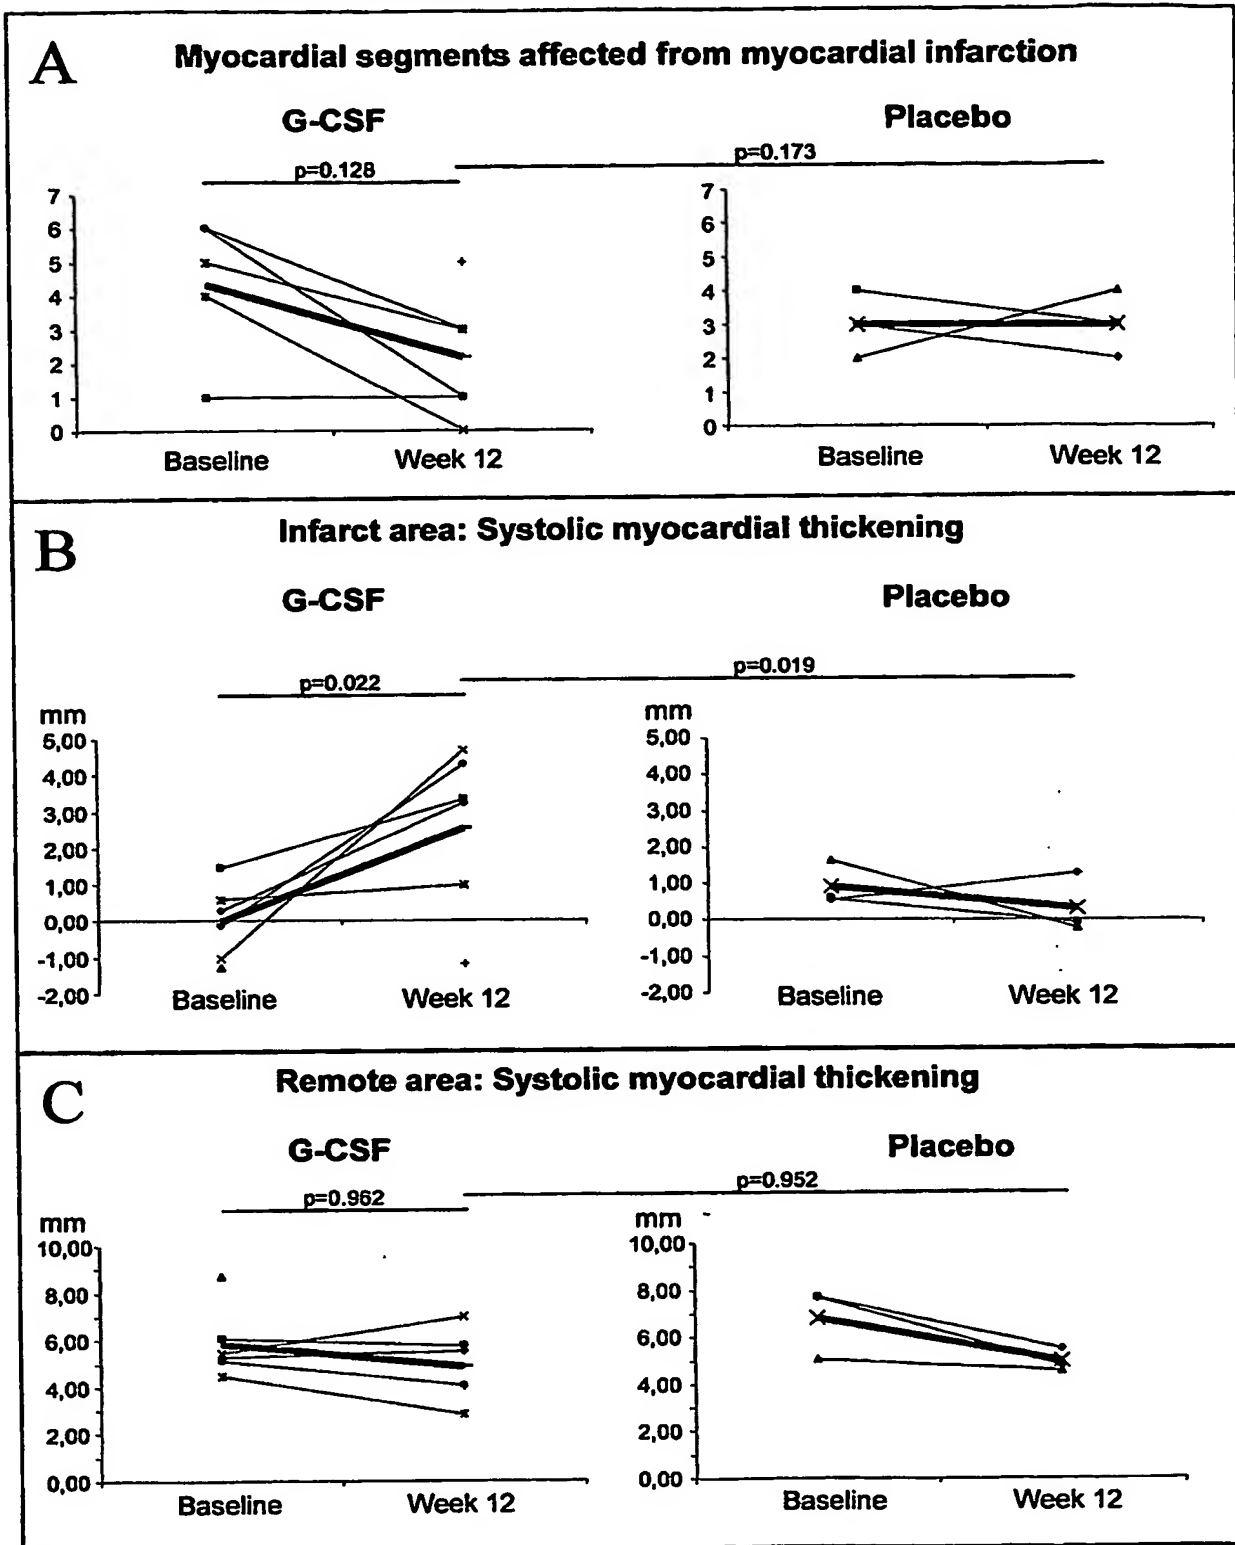 A
Myocardial segments affected from myocardial infarction
G-CSF
Placebo
p=0.128
p=0.173
7
6
5
4
3
2
1
0
Baseline
Week 12
7
6
5
4
3
2
1
0
Baseline
Week 12
B
Infarct area: Systolic myocardial thickening
G-CSF
Placebo
p=0.022
p=0.019
mm
5,00
4,00
3,00
2,00
1,00
0,00
-1,00
-2,00
Baseline
Week 12
mm
5,00
4,00
3,00
2,00
1,00
0,00
-1,00
-2,00
Baseline
Week 12
C
Remote area: Systolic myocardial thickening
G-CSF
Placebo
p=0.962
p=0.952
mm
10,00
8,00
6,00
4,00
2,00
0,00
Baseline
Week 12
mm
10,00
8,00
6,00
4,00
2,00
0,00
Baseline
Week 12